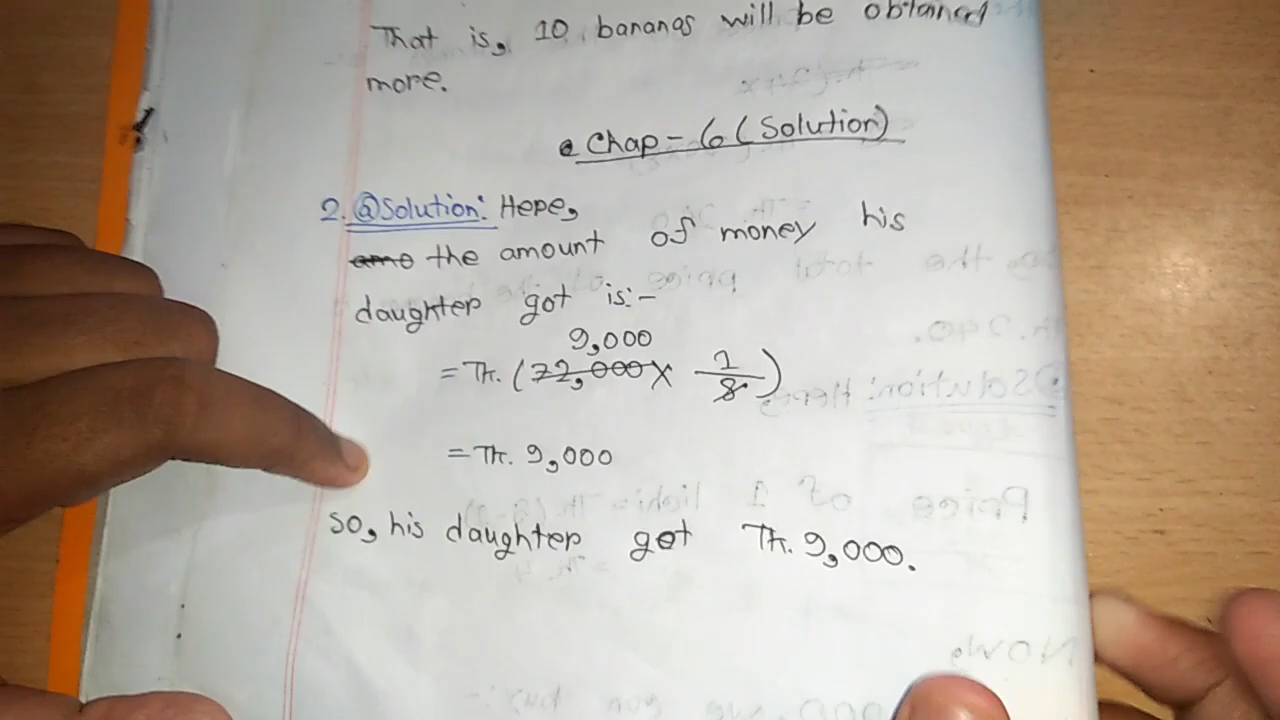 That is, 10 bananas will be obtained
more.
Chap - 6 (Solution)
2. ⓐ Solution: Here,
the amount of money his
daughter got is:-
9,000
= Tk. (72,000 X 1/8)
= Tk. 9,000
So, his daughter got Tk. 9,000.